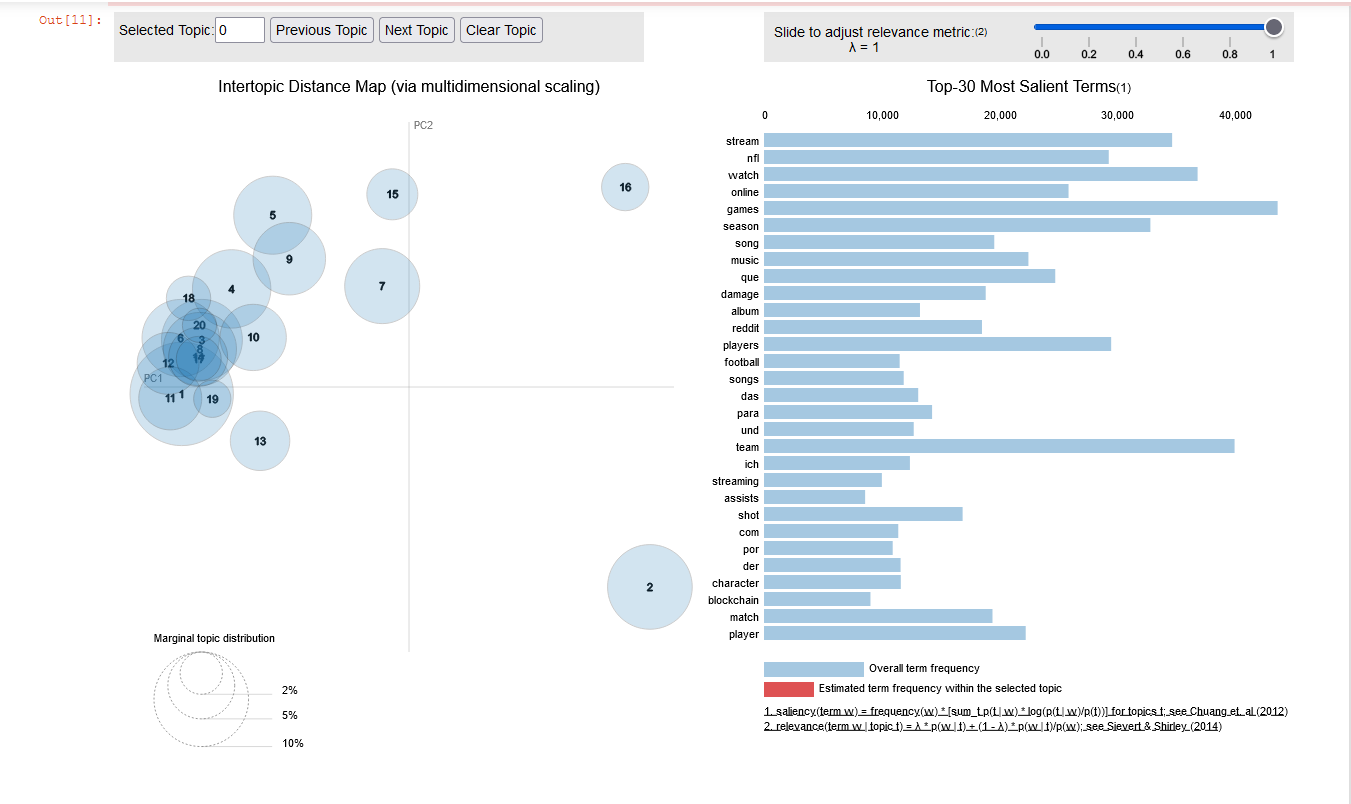 Out[11]:
Selected Topic: 0 Previous Topic Next Topic Clear Topic
Slide to adjust relevance metric:(2)
λ = 1
0.0 0.2 0.4 0.6 0.8 1
Intertopic Distance Map (via multidimensional scaling)
PC2
PC1
15
16
5
9
7
4
18
20
6
3
10
8
12
11
1
19
13
2
Marginal topic distribution
2%
5%
10%
Top-30 Most Salient Terms(1)
0 10,000 20,000 30,000 40,000
stream
nfl
watch
online
games
season
song
music
que
damage
album
reddit
players
football
songs
das
para
und
team
ich
streaming
assists
shot
com
por
der
character
blockchain
match
player
Overall term frequency
Estimated term frequency within the selected topic
1. saliency(term w) = frequency(w) * [sum_t p(t | w) * log(p(t | w)/p(t))] for topics t; see Chuang et. al (2012)
2. relevance(term w | topic t) = λ * p(w | t) + (1 - λ) * p(w | t)/p(w); see Sievert & Shirley (2014)